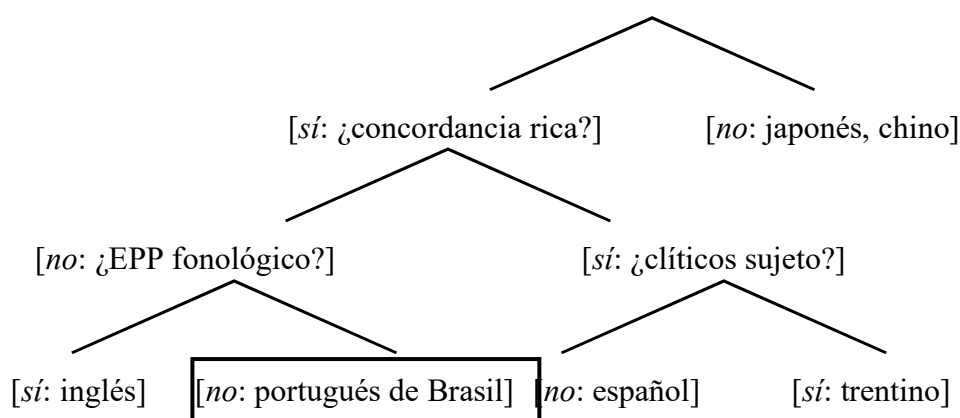 [sí: ¿concordancia rica?] [no: japonés, chino]
[no: ¿EPP fonológico?] [sí: ¿clíticos sujeto?]
[sí: inglés] [no: portugués de Brasil] [no: español] [sí: trentino]